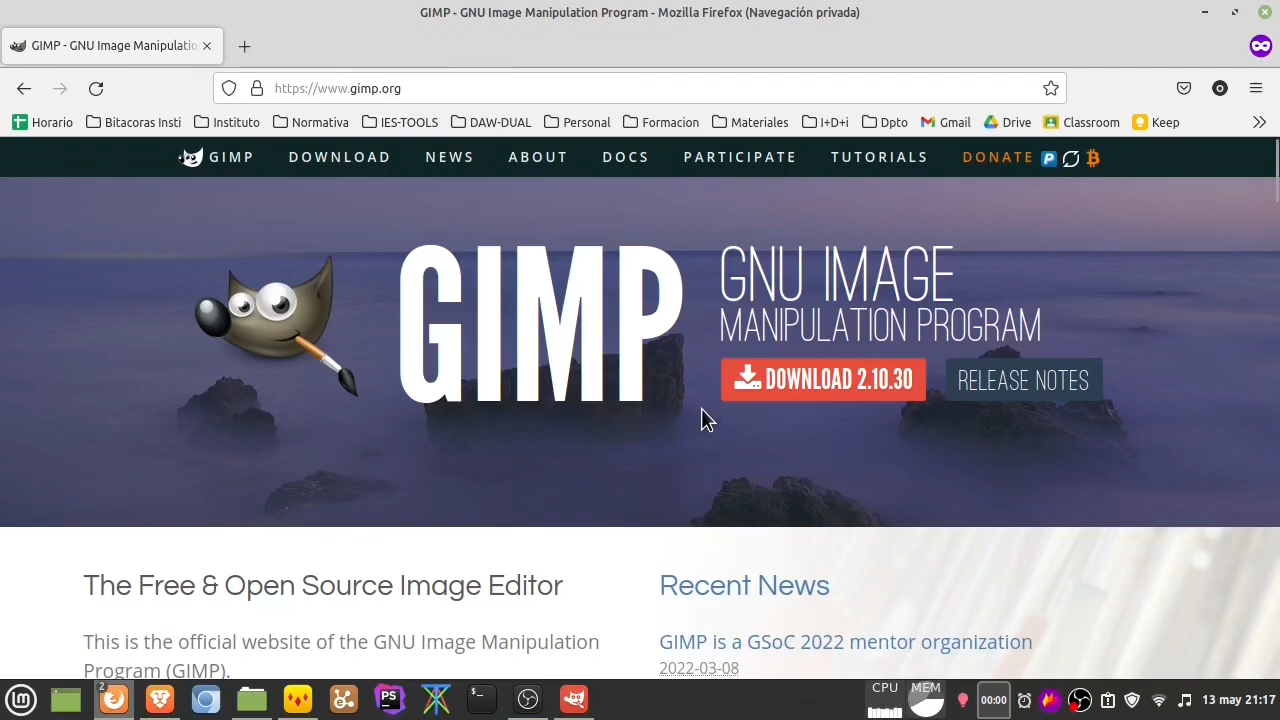 GIMP - GNU Image Manipulation Program - Mozilla Firefox (Navegación privada)
GIMP - GNU Image Manipulatio
https://www.gimp.org
Horario Bitacoras Insti Instituto Normativa IES-TOOLS DAW-DUAL Personal Formacion Materiales I+D+i Dpto Gmail Drive Classroom Keep
GIMP DOWNLOAD NEWS ABOUT DOCS PARTICIPATE TUTORIALS DONATE
GIMP
GNU IMAGE
MANIPULATION PROGRAM
DOWNLOAD 2.10.30 RELEASE NOTES
The Free & Open Source Image Editor
This is the official website of the GNU Image Manipulation
Program (GIMP).
Recent News
GIMP is a GSoC 2022 mentor organization
2022-03-08
2 PS $_ CPU MEM 00:00 13 may 21:17